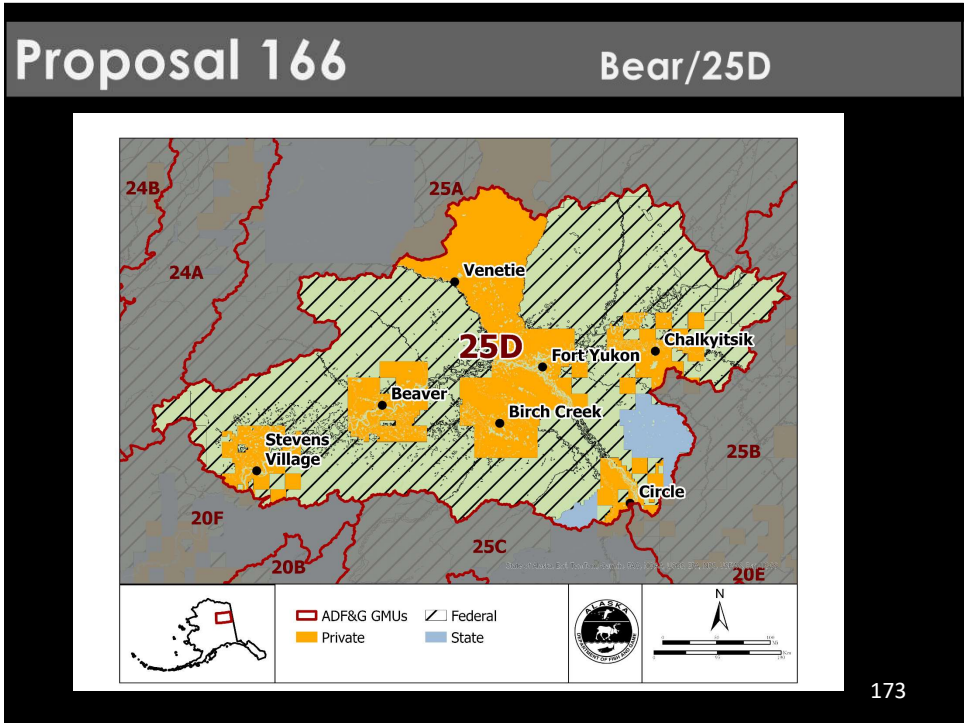 Proposal 166
Bear/25D
24B
25A
24A
Venetie
25D
Chalkyitsik
Fort Yukon
Beaver
Birch Creek
Stevens
Village
25B
Circle
20F
25C
20B
20E
ADF&G GMUs
Federal
Private
State
ALASKA
DEPARTMENT OF FISH AND GAME
N
173